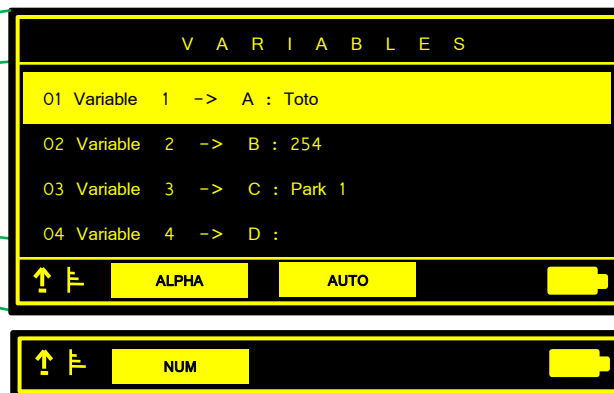 V A R I A B L E S
01 Variable 1 -> A : Toto
02 Variable 2 -> B : 254
03 Variable 3 -> C : Park 1
04 Variable 4 -> D :
ALPHA AUTO
NUM